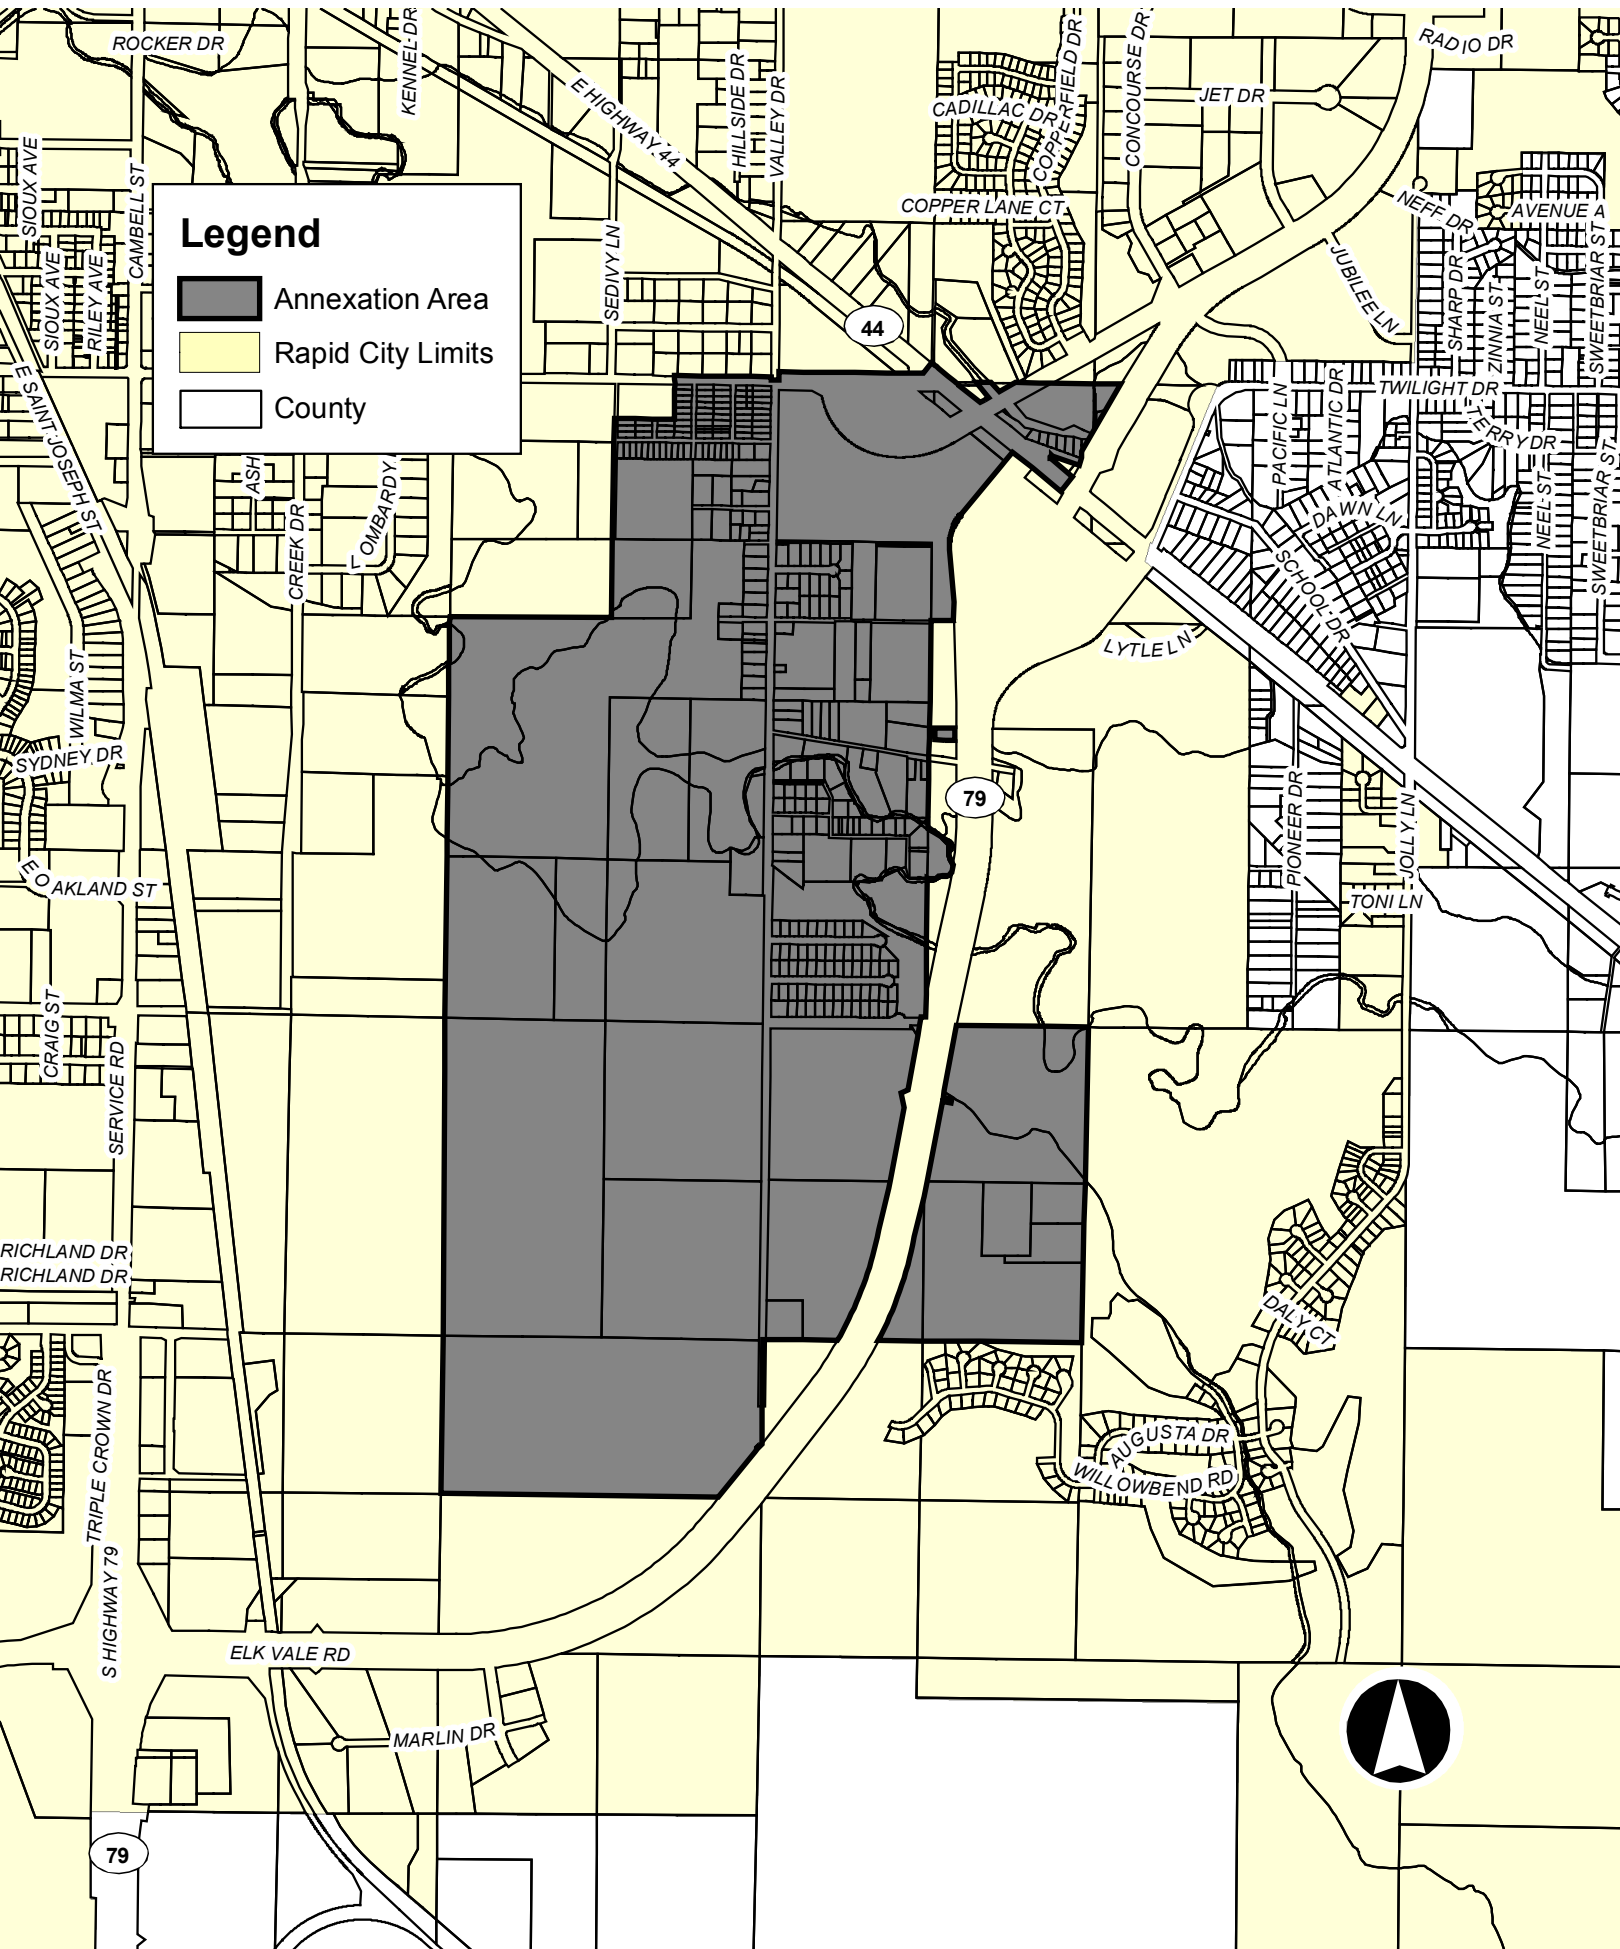 ROCKER DR
KENNEL DR
E HIGHWAY 44
HILLSIDE DR
VALLEY DR
CADILLAC DR
COPPERFIELD DR
CONCOURSE DR
JET DR
RADIO DR
SIOUX AVE
CAMBELL ST
COPPER LANE CT
NEFF DR
AVENUE A
SIOUX AVE
RILEY AVE
Legend
Annexation Area
Rapid City Limits
County
SEDIVY LN
44
JUBILEE LN
SHARP DR
ZINNIA ST
NEEL ST
SWEETBRIAR ST
E SAINT JOSEPH ST
ASH
LOMBARDY
CREEK DR
PACIFIC LN
ATLANTIC DR
TWILIGHT DR
TERRY DR
DAWN LN
NEEL ST
SWEETBRIAR ST
SCHOOL DR
LYTLE LN
WILMA ST
SYDNEY DR
79
PIONEER DR
JOLLY LN
E OAKLAND ST
TONI LN
CRAIG ST
SERVICE RD
RICHLAND DR
RICHLAND DR
DALY CT
TRIPLE CROWN DR
AUGUSTA DR
WILLOWBEND RD
S HIGHWAY 79
ELK VALE RD
MARLIN DR
79